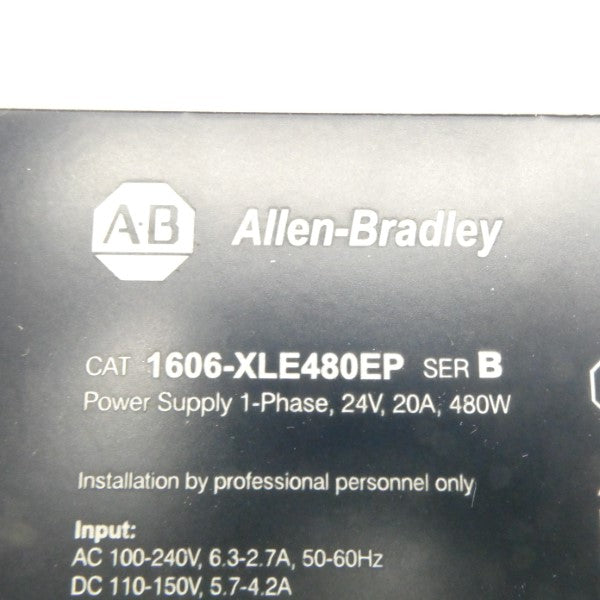 A·B Allen-Bradley
CAT 1606-XLE480EP SER B
Power Supply 1-Phase, 24V, 20A, 480W
Installation by professional personnel only
Input:
AC 100-240V, 6.3-2.7A, 50-60Hz
DC 110-150V, 5.7-4.2A